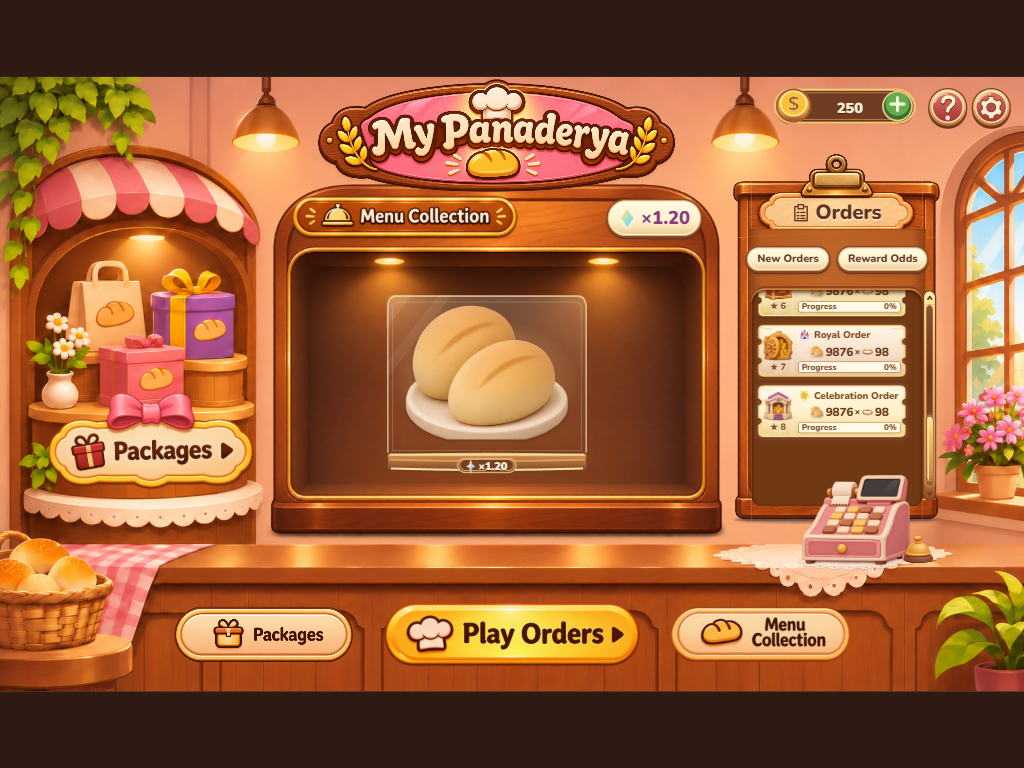 My Panaderya
$ 250 +
?
Menu Collection
×1.20
Orders
New Orders
Reward Odds
9876× 98
★ 6 Progress 0%
Royal Order
9876× 98
★ 7 Progress 0%
Celebration Order
9876× 98
★ 8 Progress 0%
Packages
×1.20
Packages
Play Orders
Menu
Collection